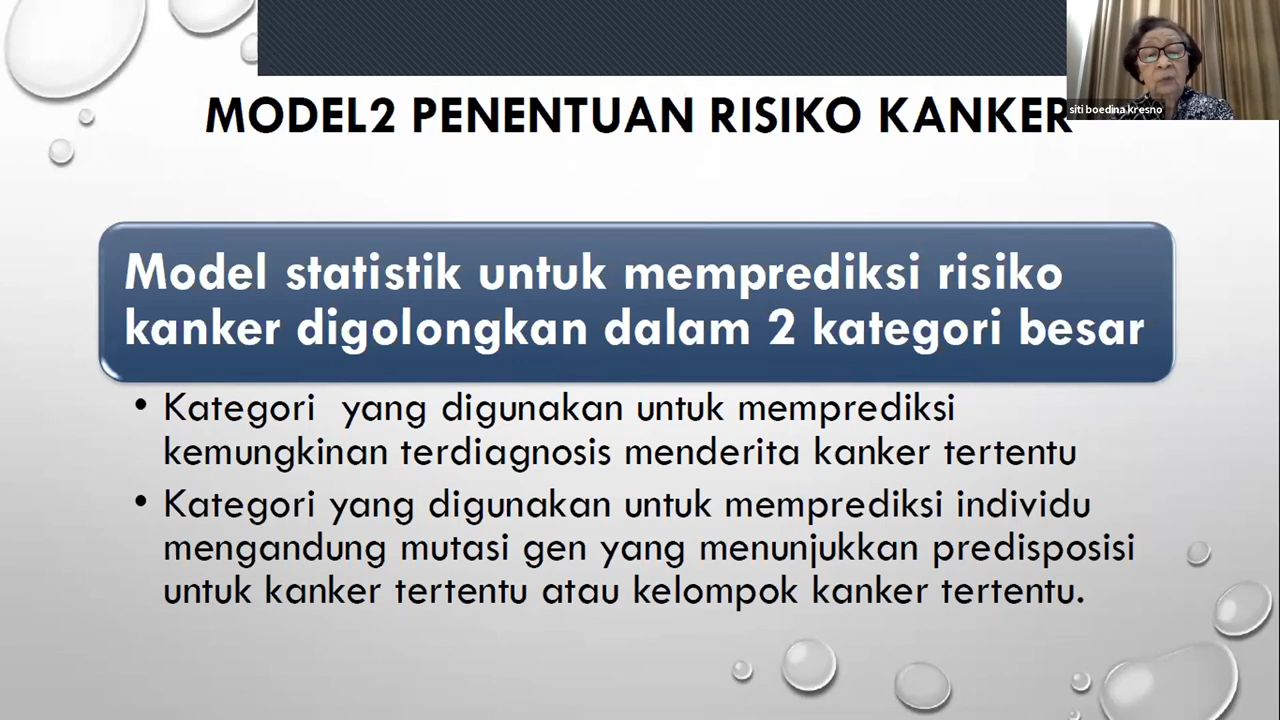 MODEL2 PENENTUAN RISIKO KANKER
siti boedina kresno
Model statistik untuk memprediksi risiko
kanker digolongkan dalam 2 kategori besar
• Kategori yang digunakan untuk memprediksi
kemungkinan terdiagnosis menderita kanker tertentu
• Kategori yang digunakan untuk memprediksi individu
mengandung mutasi gen yang menunjukkan predisposisi
untuk kanker tertentu atau kelompok kanker tertentu.